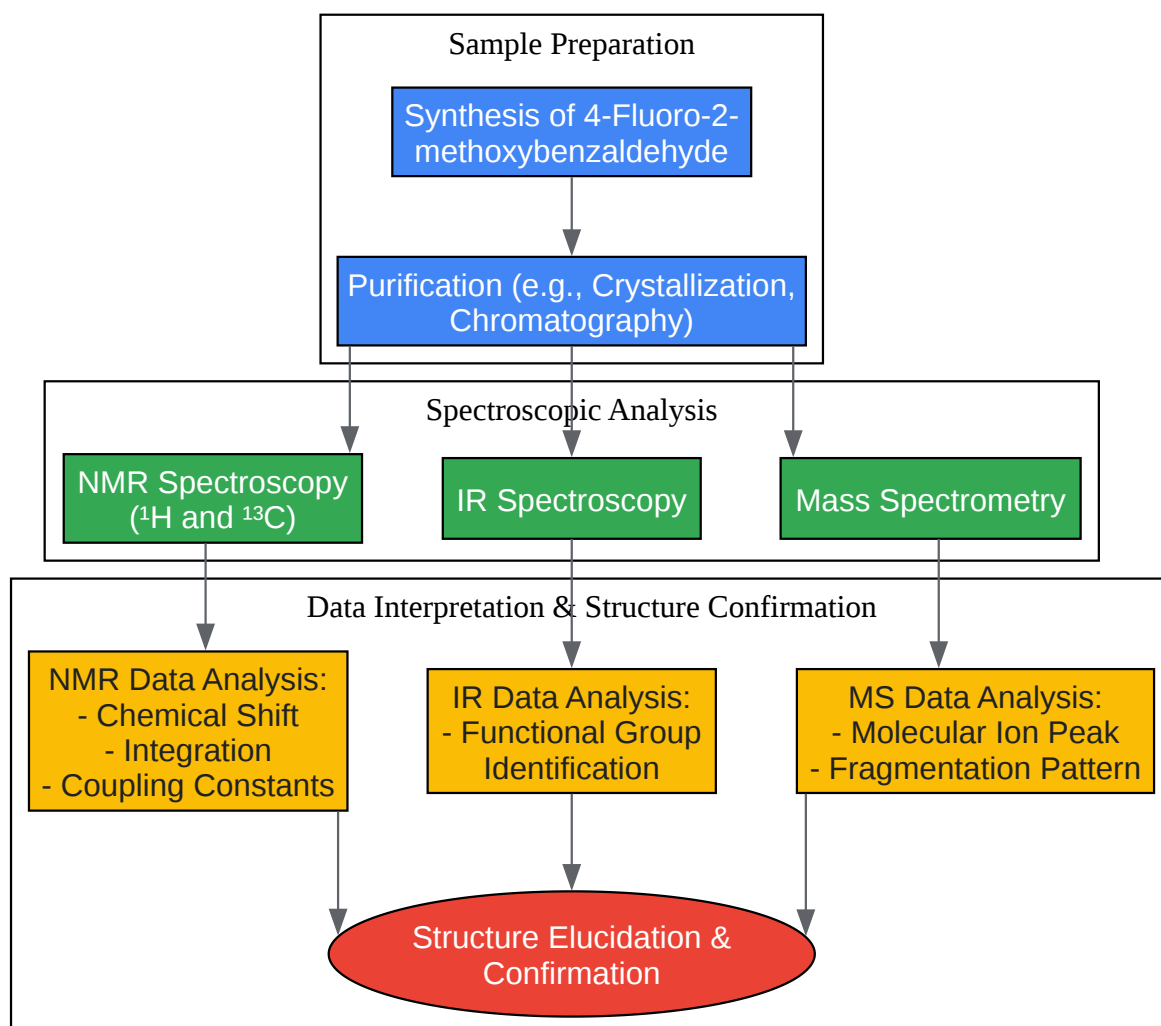 Sample Preparation
Synthesis of 4-Fluoro-2-
methoxybenzaldehyde
Purification (e.g., Crystallization,
Chromatography)
Spectroscopic Analysis
NMR Spectroscopy
(¹H and ¹³C)
IR Spectroscopy
Mass Spectrometry
Data Interpretation & Structure Confirmation
NMR Data Analysis:
- Chemical Shift
- Integration
- Coupling Constants
IR Data Analysis:
- Functional Group
Identification
MS Data Analysis:
- Molecular Ion Peak
- Fragmentation Pattern
Structure Elucidation &
Confirmation